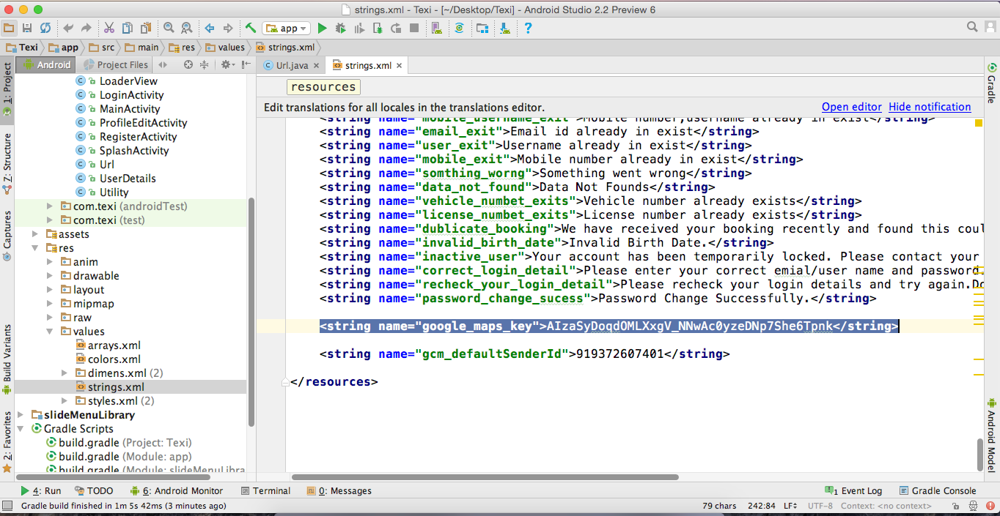 strings.xml - Texi - [~/Desktop/Texi] - Android Studio 2.2 Preview 6
app
Texi app src main res values strings.xml
Android Project Files
Url.java strings.xml
1: Project
Z: Structure
Captures
Build Variants
2: Favorites
LoaderView
LoginActivity
MainActivity
ProfileEditActivity
RegisterActivity
SplashActivity
Url
UserDetails
Utility
com.texi (androidTest)
com.texi (test)
assets
res
anim
drawable
layout
mipmap
raw
values
arrays.xml
colors.xml
dimens.xml (2)
strings.xml
styles.xml (2)
slideMenuLibrary
Gradle Scripts
build.gradle (Project: Texi)
build.gradle (Module: app)
build.gradle (Module: slideMenuLibra
resources
Edit translations for all locales in the translations editor. Open editor Hide notification
<string name="mobile_username_exit">Mobile number,username already in exist</string>
<string name="email_exit">Email id already in exist</string>
<string name="user_exit">Username already in exist</string>
<string name="mobile_exit">Mobile number already in exist</string>
<string name="somthing_worng">Something went wrong</string>
<string name="data_not_found">Data Not Founds</string>
<string name="vehicle_numbet_exits">Vehicle number already exists</string>
<string name="license_numbet_exits">License number already exists</string>
<string name="dublicate_booking">We have received your booking recently and found this coul
<string name="invalid_birth_date">Invalid Birth Date.</string>
<string name="inactive_user">Your account has been temporarily locked. Please contact your
<string name="correct_login_detail">Please enter your correct emial/user name and password
<string name="recheck_your_login_detail">Please recheck your login details and try again.Do
<string name="password_change_sucess">Password Change Successfully.</string>
<string name="google_maps_key">AIzaSyDoqdOMLXxgV_NNwAc0yzeDNp7She6Tpnk</string>
<string name="gcm_defaultSenderId">919372607401</string>
</resources>
Gradle
Android Model
4: Run TODO 6: Android Monitor Terminal 0: Messages 1 Event Log Gradle Console
Gradle build finished in 1m 5s 42ms (3 minutes ago) 79 chars 242:84 LF UTF-8 Context: <no context>